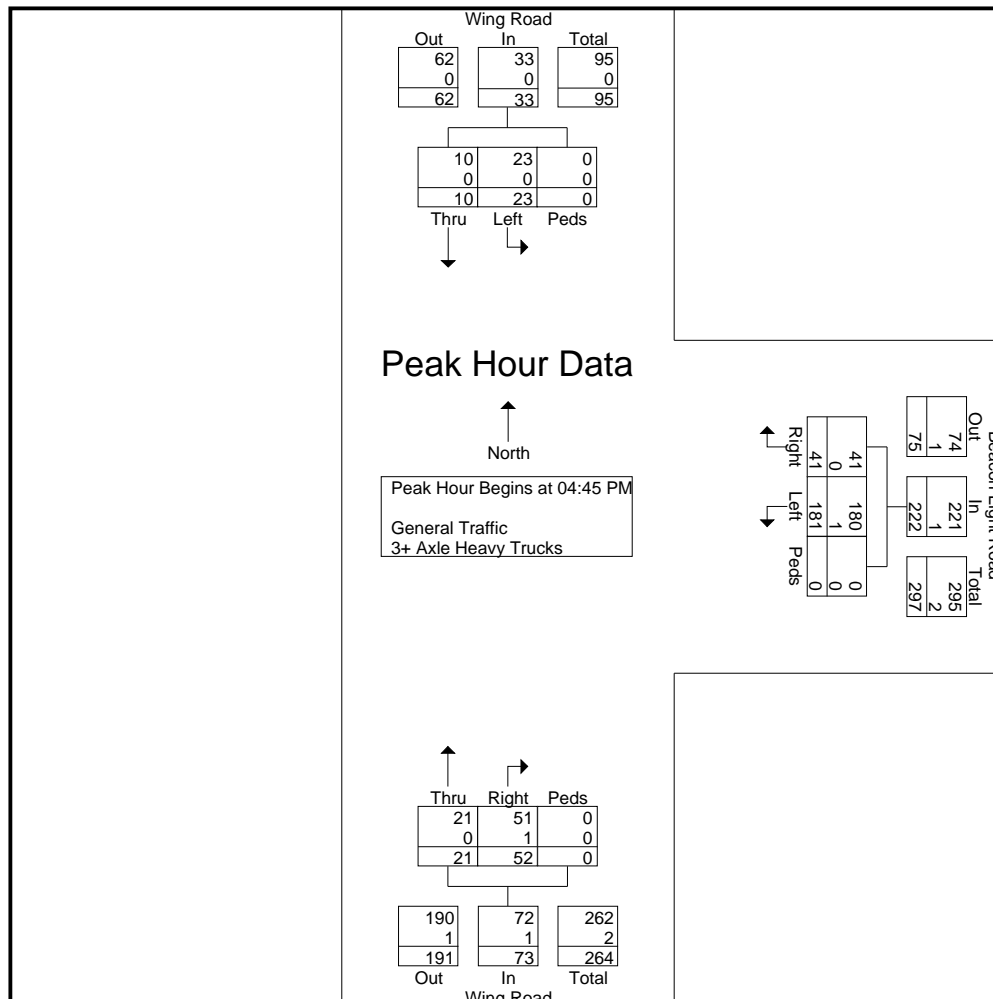 Wing Road
Out In Total
62 33 95
0 0 0
62 33 95
10 23 0
0 0 0
10 23 0
Thru Left Peds
Peak Hour Data
North
Peak Hour Begins at 04:45 PM
General Traffic
3+ Axle Heavy Trucks
Right Left Peds
41 181 0
0 1 0
41 180 0
75 222 297
1 1 2
74 221 295
Out In Total
Light Road
Thru Right Peds
21 51 0
0 1 0
21 52 0
190 72 262
1 1 2
191 73 264
Out In Total
Wing Road